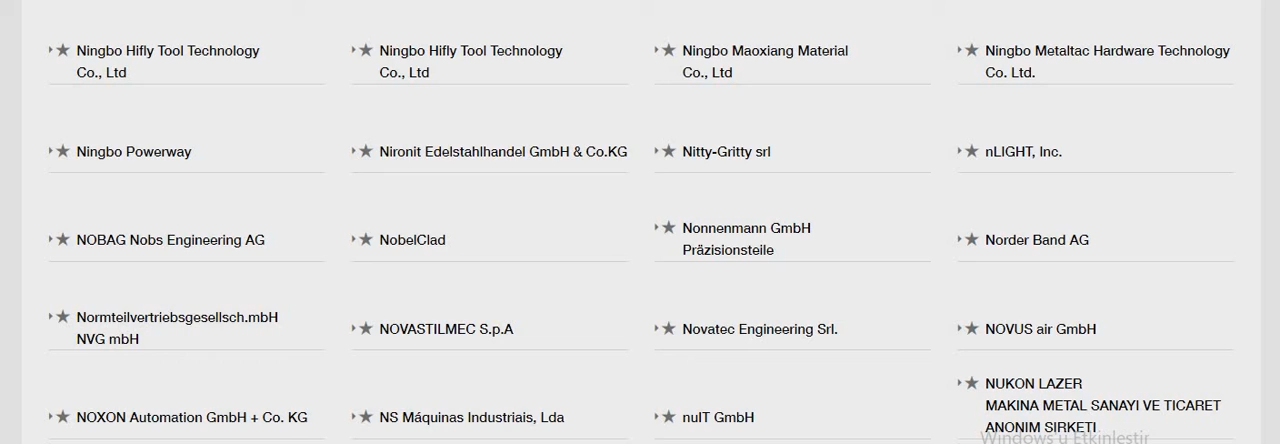 Ningbo Hifly Tool Technology
Co., Ltd
Ningbo Hifly Tool Technology
Co., Ltd
Ningbo Maoxiang Material
Co., Ltd
Ningbo Metaltac Hardware Technology
Co. Ltd.
Ningbo Powerway
Nironit Edelstahlhandel GmbH & Co.KG
Nitty-Gritty srl
nLIGHT, Inc.
NOBAG Nobs Engineering AG
NobelClad
Nonnenmann GmbH
Präzisionsteile
Norder Band AG
Normteilvertriebsgesellsch.mbH
NVG mbH
NOVASTILMEC S.p.A
Novatec Engineering Srl.
NOVUS air GmbH
NOXON Automation GmbH + Co. KG
NS Máquinas Industriais, Lda
nuIT GmbH
NUKON LAZER
MAKINA METAL SANAYI VE TICARET
ANONIM SIRKETI
Windows'u Etkinleştir